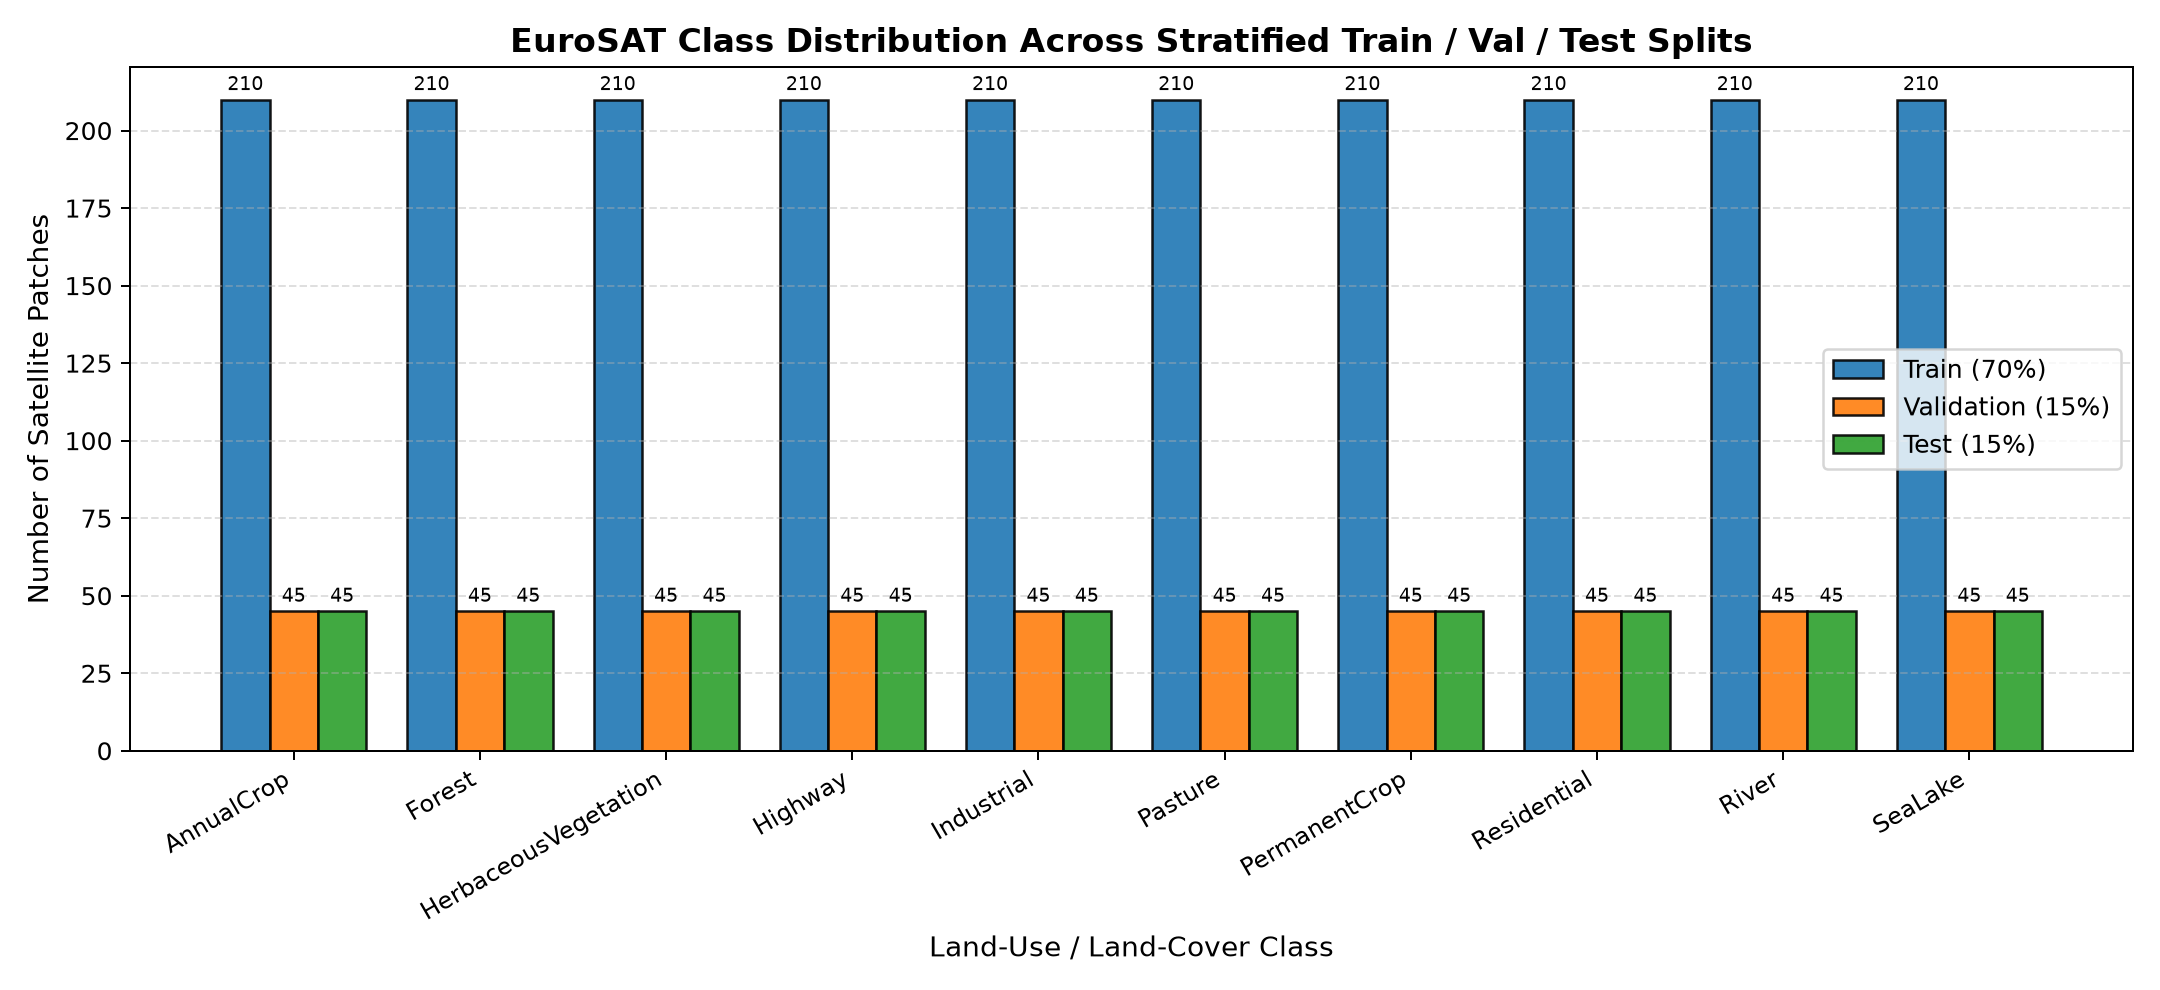 EuroSAT Class Distribution Across Stratified Train / Val / Test Splits
Number of Satellite Patches
200
175
150
125
100
75
50
25
0
210 210 210 210 210 210 210 210 210 210
45 45 45 45 45 45 45 45 45 45 45 45 45 45 45 45 45 45 45 45
Train (70%)
Validation (15%)
Test (15%)
AnnualCrop
Forest
HerbaceousVegetation
Highway
Industrial
Pasture
PermanentCrop
Residential
River
SeaLake
Land-Use / Land-Cover Class